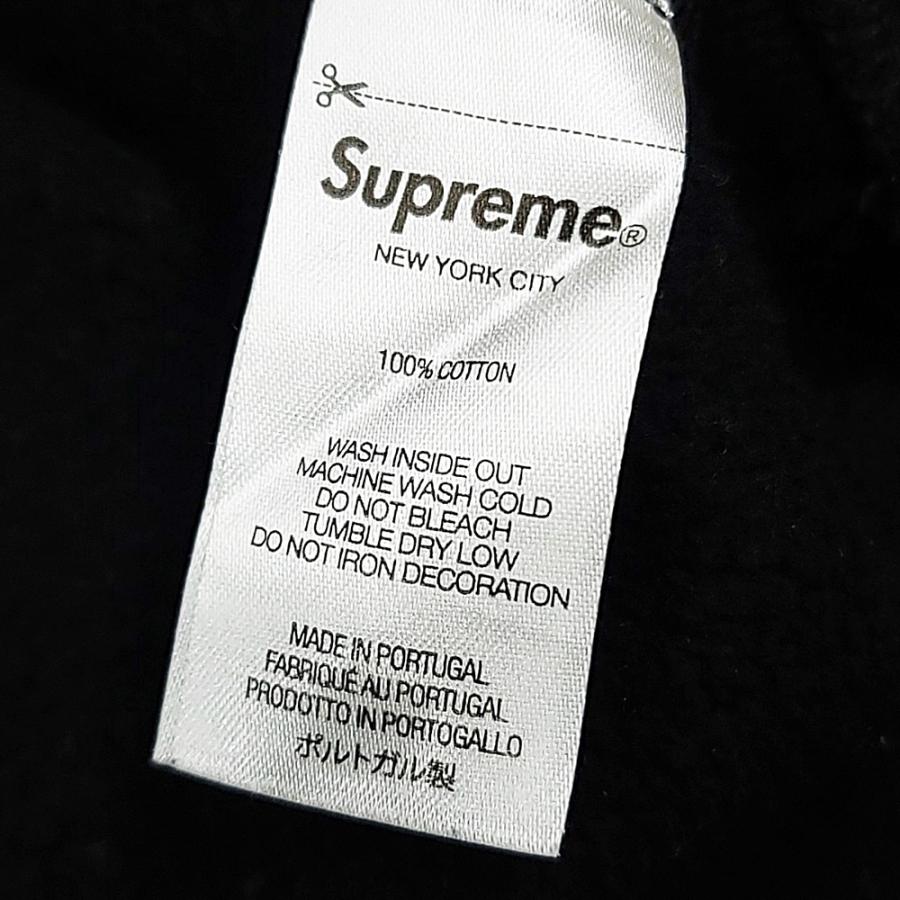 Supreme®
NEW YORK CITY
100% COTTON
WASH INSIDE OUT
MACHINE WASH COLD
DO NOT BLEACH
TUMBLE DRY LOW
DO NOT IRON DECORATION
MADE IN PORTUGAL
FABRIQUÉ AU PORTUGAL
PRODOTTO IN PORTOGALLO
ポルトガル製